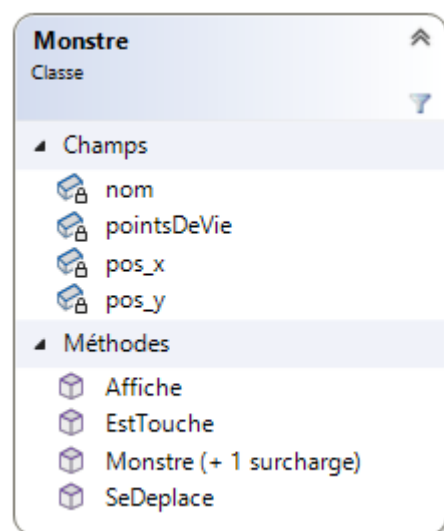 Monstre
Classe
Champs
nom
pointsDeVie
pos_x
pos_y
Méthodes
Affiche
EstTouche
Monstre (+ 1 surcharge)
SeDeplace